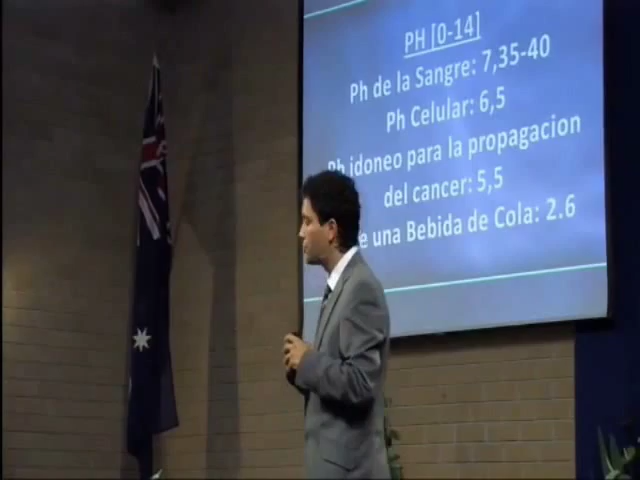 PH [0-14]
Ph de la Sangre: 7,35-40
Ph Celular: 6,5
Ph idoneo para la propagacion
del cancer: 5,5
e una Bebida de Cola: 2.6